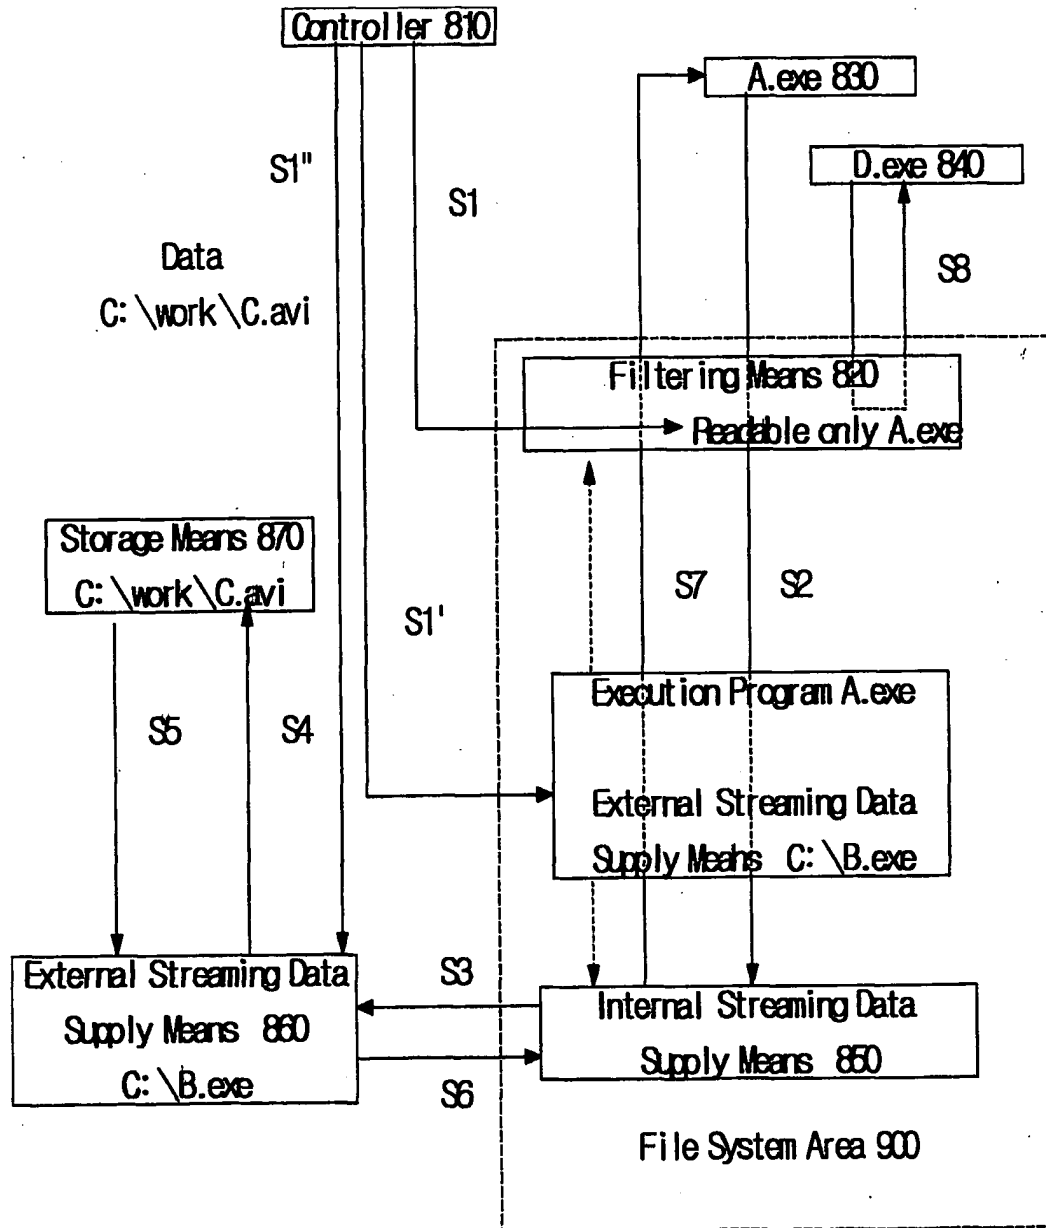 Controller 810
A.exe 830
D.exe 840
S1"
S1
S8
Data
C:\work\C.avi
Filtering Means 820
Readable only A.exe
Storage Means 870
C:\work\C.avi
S7
S2
S1'
Execution Program A.exe
S5
S4
External Streaming Data
Supply Means C:\B.exe
External Streaming Data
Supply Means 860
C:\B.exe
S3
S6
Internal Streaming Data
Supply Means 850
File System Area 900